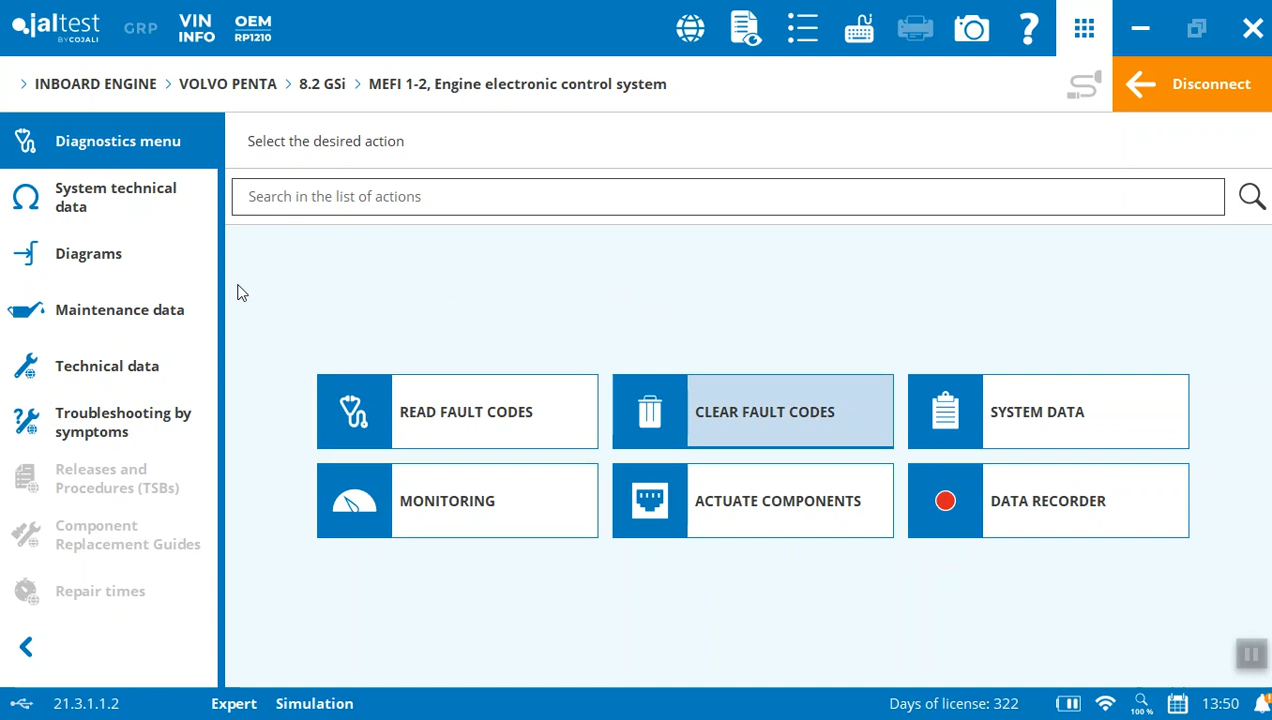 jaltest
BY COJALI
GRP
VIN
INFO
OEM
RP1210
?
INBOARD ENGINE > VOLVO PENTA > 8.2 GSi > MEFI 1-2, Engine electronic control system
Disconnect
Diagnostics menu
Select the desired action
System technical
data
Search in the list of actions
Diagrams
Maintenance data
Technical data
Troubleshooting by
symptoms
Releases and
Procedures (TSBs)
Component
Replacement Guides
Repair times
READ FAULT CODES
CLEAR FAULT CODES
SYSTEM DATA
MONITORING
ACTUATE COMPONENTS
DATA RECORDER
21.3.1.1.2
Expert
Simulation
Days of license: 322
100 %
13:50